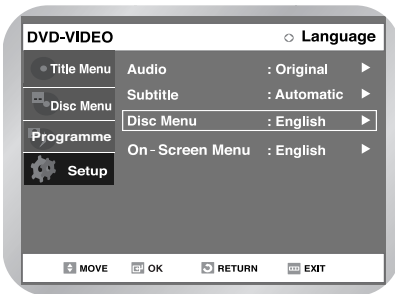 DVD-VIDEO Language
Title Menu
Disc Menu
Programme
Setup
Audio : Original ►
Subtitle : Automatic ►
Disc Menu : English ►
On-Screen Menu : English ►
MOVE OK RETURN EXIT